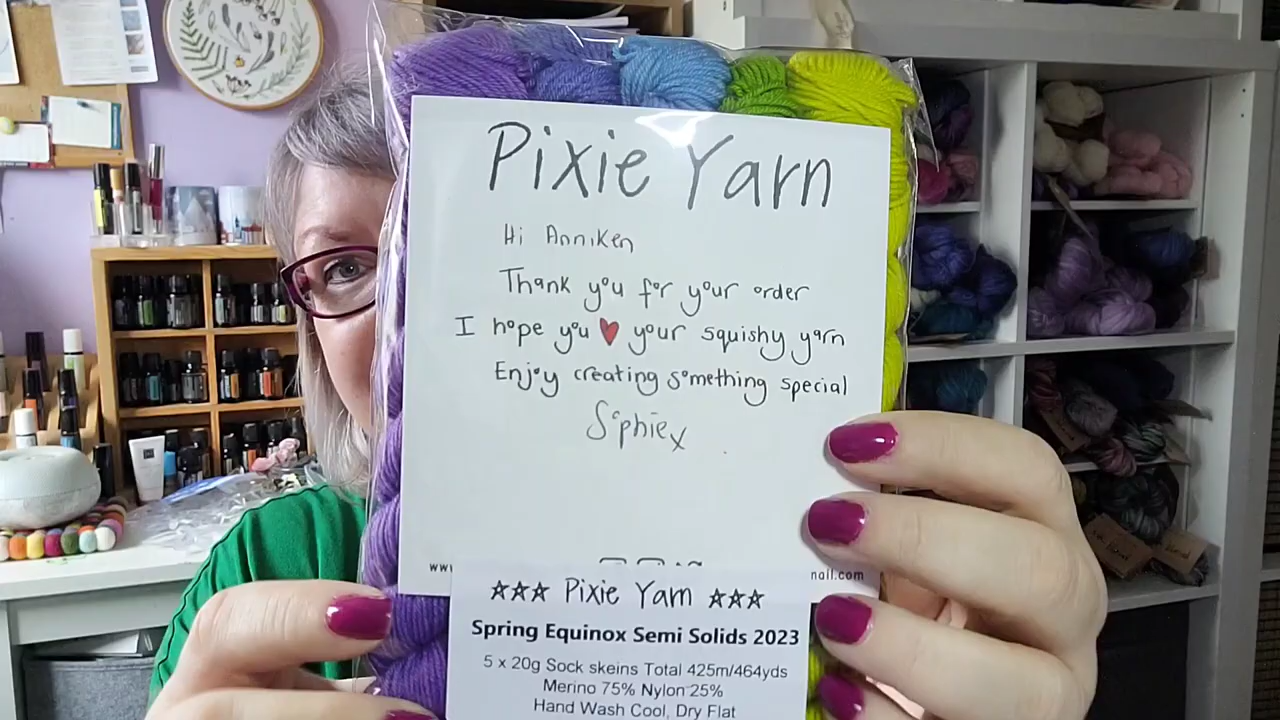 Pixie Yarn
Hi Anniken
Thank you for your order
I hope you ♥ your squishy yarn
Enjoy creating something special
Sophie x
★★★ Pixie Yarn ★★★
Spring Equinox Semi Solids 2023
5 x 20g Sock skeins Total 425m/464yds
Merino 75% Nylon 25%
Hand Wash Cool, Dry Flat